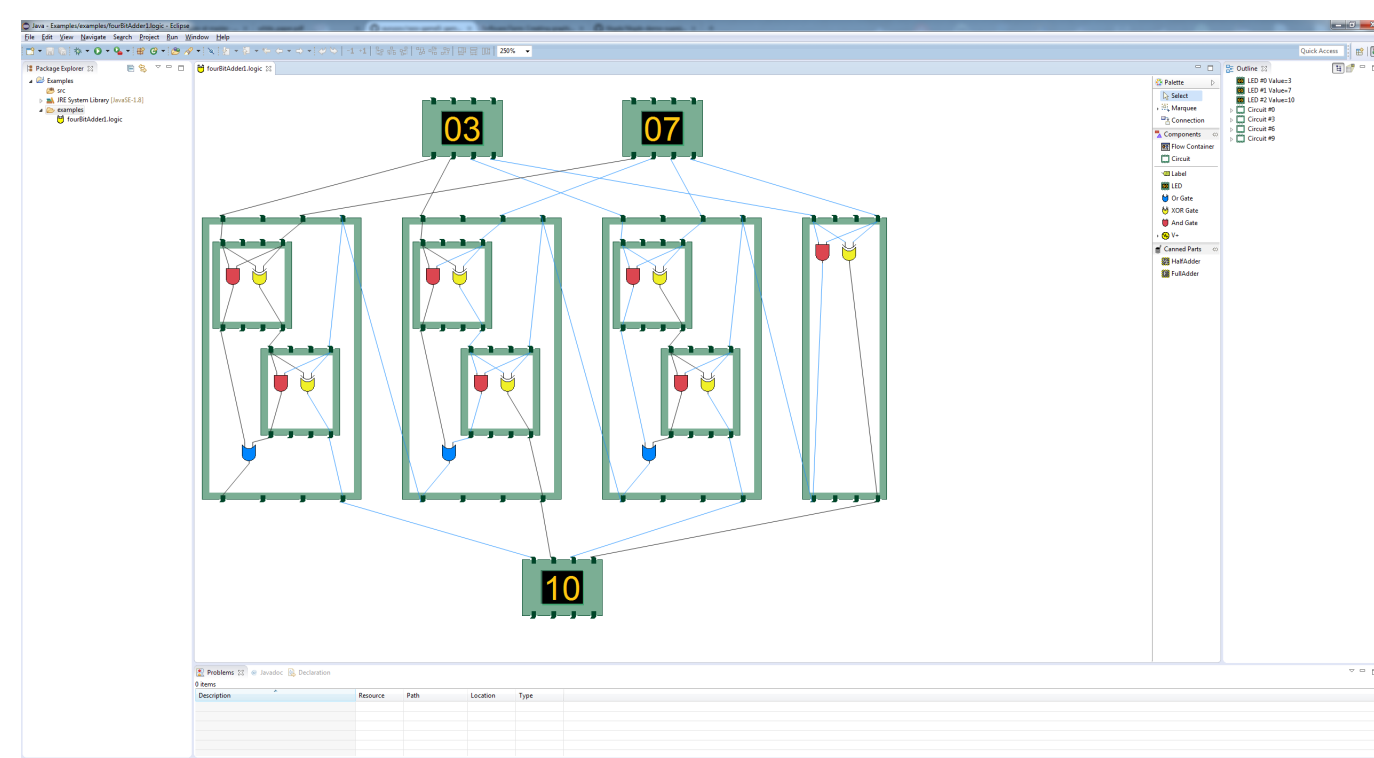 Java - Examples/examples/fourBitAdder1.logic - Eclipse
File Edit View Navigate Search Project Run Window Help
250%
Quick Access
Package Explorer
Examples
src
JRE System Library [JavaSE-1.8]
examples
fourBitAdder1.logic
fourBitAdder1.logic
03
07
10
Palette
Select
Marquee
Connection
Components
Flow Container
Circuit
Label
LED
Or Gate
XOR Gate
And Gate
V+
Canned Parts
HalfAdder
FullAdder
Outline
LED #0 Value=3
LED #1 Value=7
LED #2 Value=10
Circuit #0
Circuit #3
Circuit #6
Circuit #9
Problems Javadoc Declaration
0 items
Description Resource Path Location Type